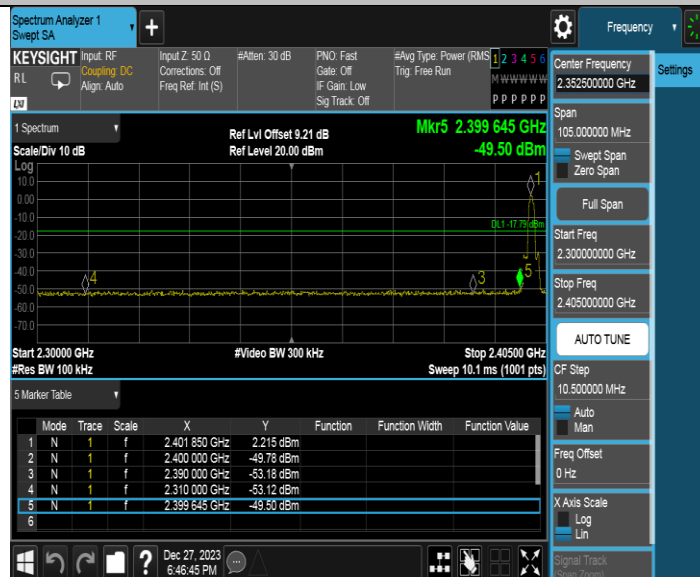 Spectrum Analyzer 1
Swept SA
+
Frequency
KEYSIGHT
RL
LXI
Input: RF
Coupling: DC
Align: Auto
Input Z: 50 Ω
Corrections: Off
Freq Ref: Int (S)
#Atten: 30 dB
PNO: Fast
Gate: Off
IF Gain: Low
Sig Track: Off
#Avg Type: Power (RMS
Trig: Free Run
1 2 3 4 5 6
M W W W W W
P P P P P P
1 Spectrum
Scale/Div 10 dB
Ref Lvl Offset 9.21 dB
Ref Level 20.00 dBm
Mkr5 2.399 645 GHz
-49.50 dBm
Log
10.0
0.00
-10.0
-20.0
-30.0
-40.0
-50.0
-60.0
-70.0
1
DL1 -17.79 dBm
4
3
5
Start 2.30000 GHz
#Res BW 100 kHz
#Video BW 300 kHz
Stop 2.40500 GHz
Sweep 10.1 ms (1001 pts)
5 Marker Table
Mode Trace Scale X Y Function Function Width Function Value
1 N 1 f 2.401 850 GHz 2.215 dBm
2 N 1 f 2.400 000 GHz -49.78 dBm
3 N 1 f 2.390 000 GHz -53.18 dBm
4 N 1 f 2.310 000 GHz -53.12 dBm
5 N 1 f 2.399 645 GHz -49.50 dBm
6
?
Dec 27, 2023
6:46:45 PM
Center Frequency
2.352500000 GHz
Settings
Span
105.000000 MHz
Swept Span
Zero Span
Full Span
Start Freq
2.300000000 GHz
Stop Freq
2.405000000 GHz
AUTO TUNE
CF Step
10.500000 MHz
Auto
Man
Freq Offset
0 Hz
X Axis Scale
Log
Lin
Signal Track
(Span Zoom)